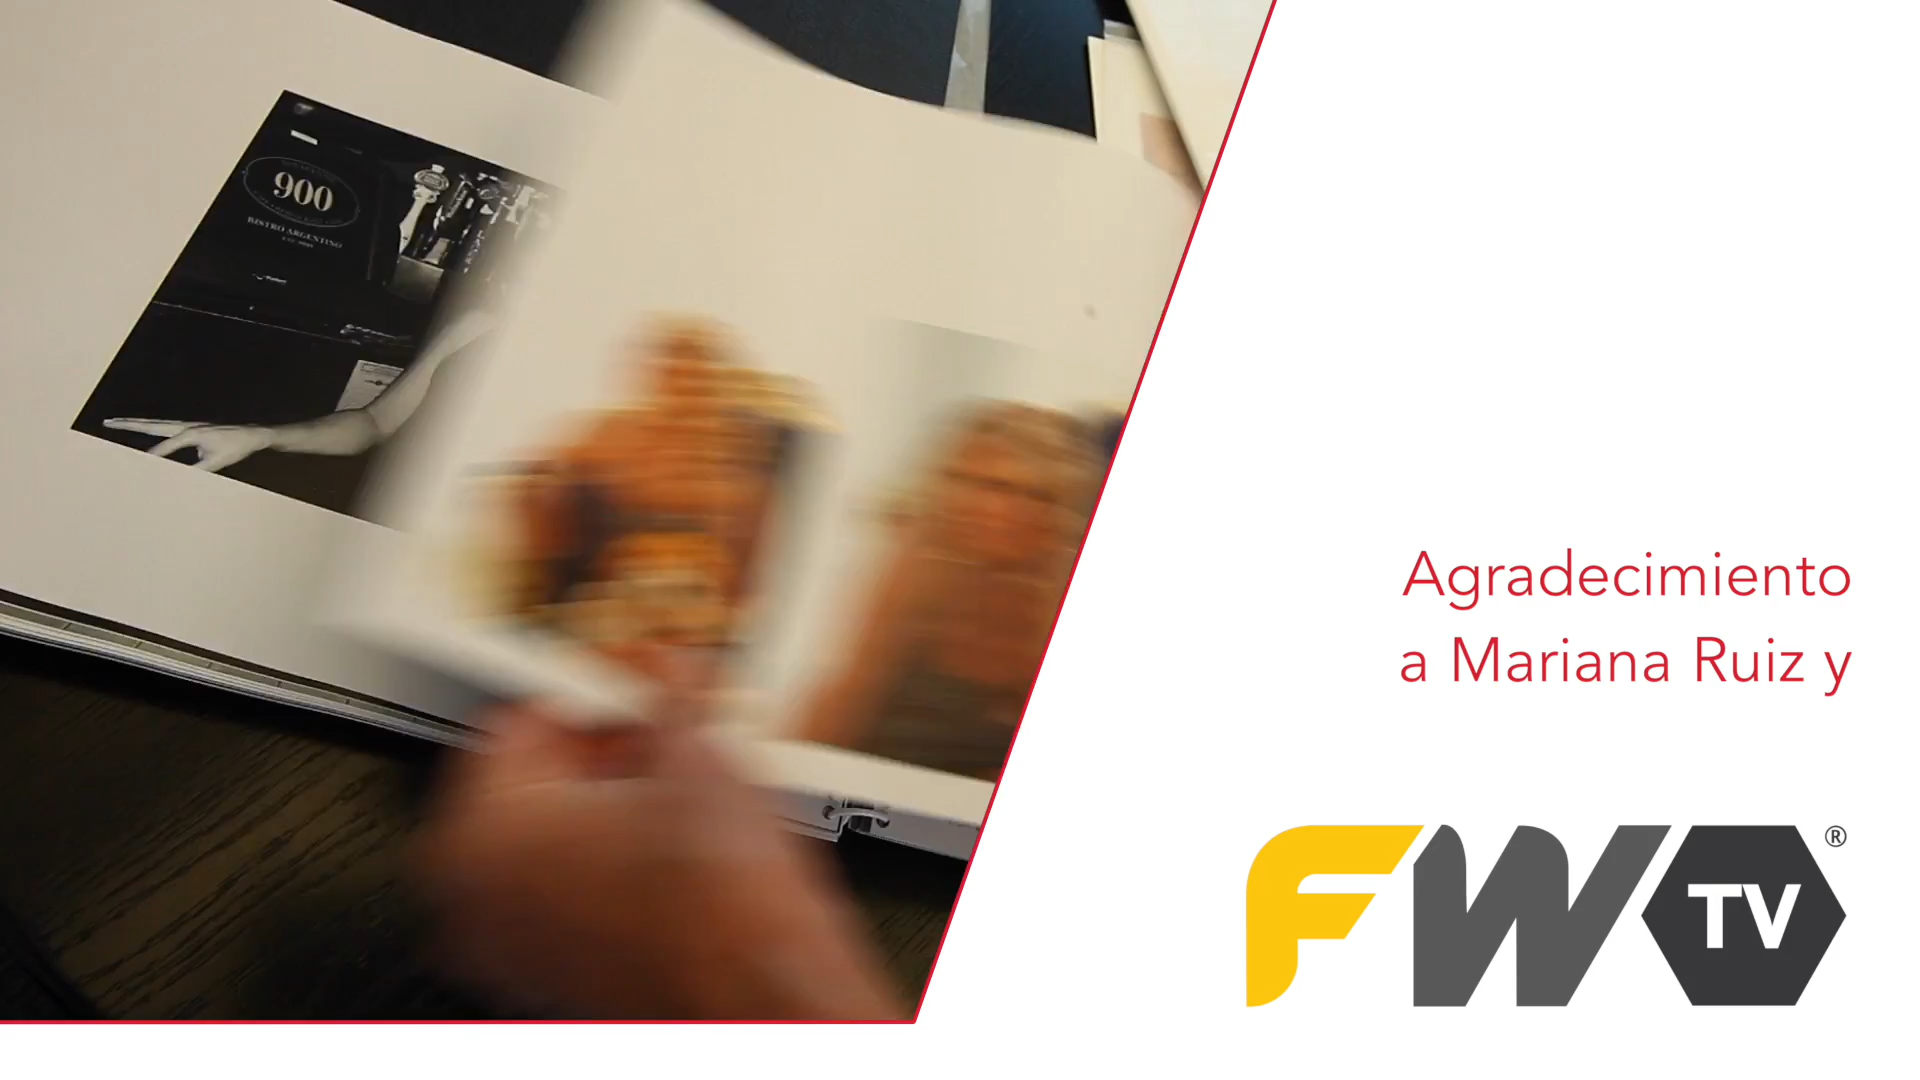 900
BISTRO ARGENTINO
Agradecimiento
a Mariana Ruiz y
FW TV ®